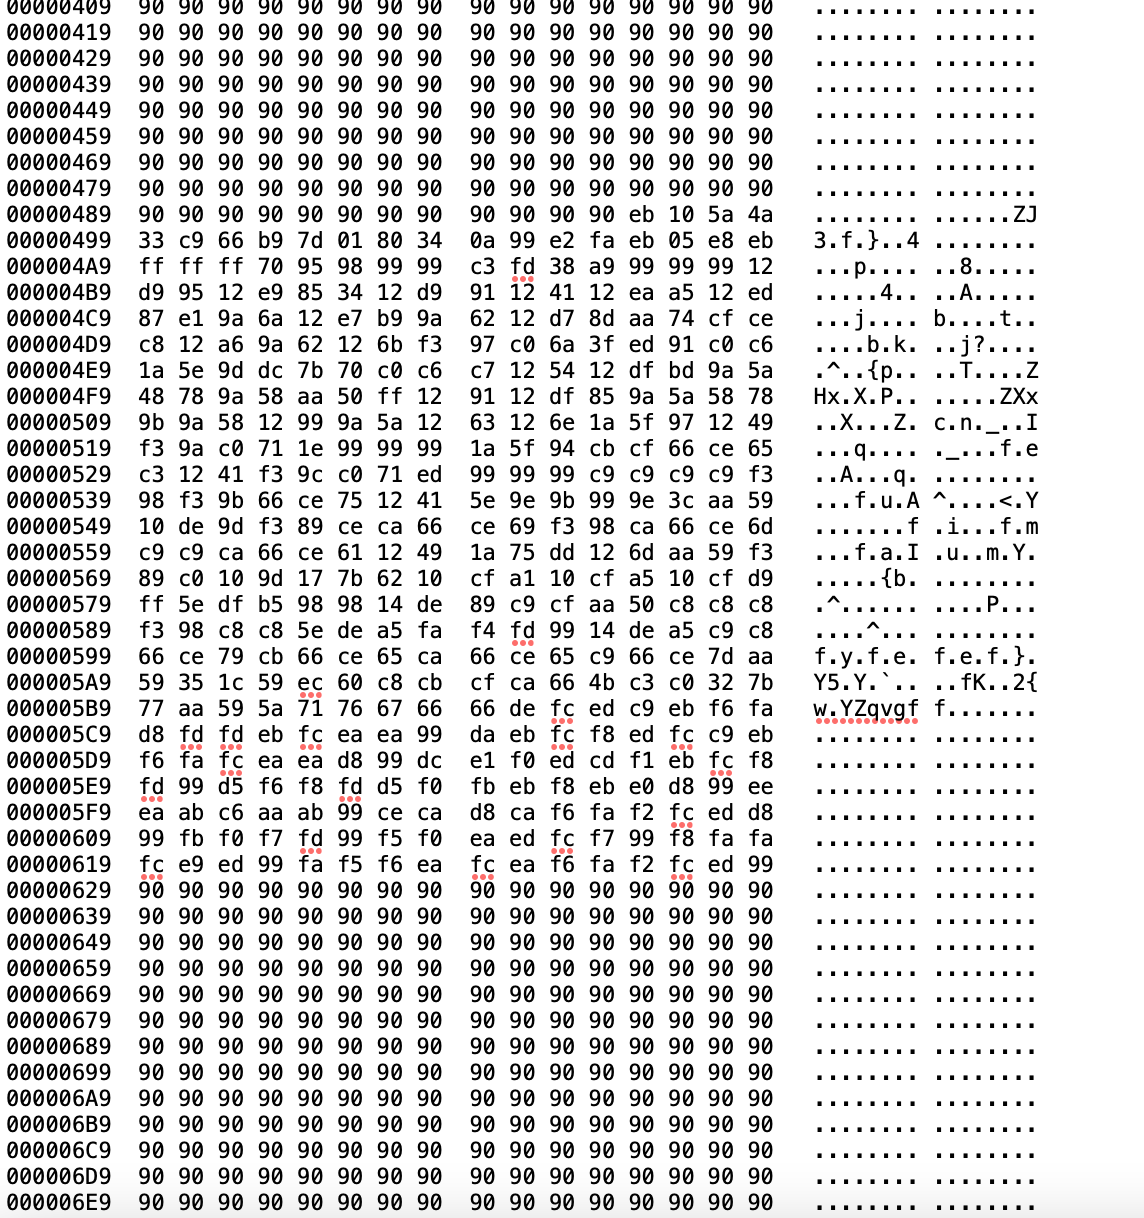 00000409 90 90 90 90 90 90 90 90 90 90 90 90 90 90 90 90 ........ ........
00000419 90 90 90 90 90 90 90 90 90 90 90 90 90 90 90 90 ........ ........
00000429 90 90 90 90 90 90 90 90 90 90 90 90 90 90 90 90 ........ ........
00000439 90 90 90 90 90 90 90 90 90 90 90 90 90 90 90 90 ........ ........
00000449 90 90 90 90 90 90 90 90 90 90 90 90 90 90 90 90 ........ ........
00000459 90 90 90 90 90 90 90 90 90 90 90 90 90 90 90 90 ........ ........
00000469 90 90 90 90 90 90 90 90 90 90 90 90 90 90 90 90 ........ ........
00000479 90 90 90 90 90 90 90 90 90 90 90 90 90 90 90 90 ........ ........
00000489 90 90 90 90 90 90 90 90 90 90 90 90 eb 10 5a 4a ........ ......ZJ
00000499 33 c9 66 b9 7d 01 80 34 0a 99 e2 fa eb 05 e8 eb 3.f.}..4 ........
000004A9 ff ff ff 70 95 98 99 99 c3 fd 38 a9 99 99 99 12 ...p.... ..8.....
000004B9 d9 95 12 e9 85 34 12 d9 91 12 41 12 ea a5 12 ed .....4.. ..A.....
000004C9 87 e1 9a 6a 12 e7 b9 9a 62 12 d7 8d aa 74 cf ce ...j.... b....t..
000004D9 c8 12 a6 9a 62 12 6b f3 97 c0 6a 3f ed 91 c0 c6 ....b.k. ..j?....
000004E9 1a 5e 9d dc 7b 70 c0 c6 c7 12 54 12 df bd 9a 5a .^..{p.. ..T....Z
000004F9 48 78 9a 58 aa 50 ff 12 91 12 df 85 9a 5a 58 78 Hx.X.P.. .....ZXx
00000509 9b 9a 58 12 99 9a 5a 12 63 12 6e 1a 5f 97 12 49 ..X...Z. c.n._..I
00000519 f3 9a c0 71 1e 99 99 99 1a 5f 94 cb cf 66 ce 65 ...q.... ._...f.e
00000529 c3 12 41 f3 9c c0 71 ed 99 99 99 c9 c9 c9 c9 f3 ..A...q. ........
00000539 98 f3 9b 66 ce 75 12 41 5e 9e 9b 99 9e 3c aa 59 ...f.u.A ^....<.Y
00000549 10 de 9d f3 89 ce ca 66 ce 69 f3 98 ca 66 ce 6d .......f .i...f.m
00000559 c9 c9 ca 66 ce 61 12 49 1a 75 dd 12 6d aa 59 f3 ...f.a.I .u..m.Y.
00000569 89 c0 10 9d 17 7b 62 10 cf a1 10 cf a5 10 cf d9 .....{b. ........
00000579 ff 5e df b5 98 98 14 de 89 c9 cf aa 50 c8 c8 c8 .^...... ....P...
00000589 f3 98 c8 c8 5e de a5 fa f4 fd 99 14 de a5 c9 c8 ....^... ........
00000599 66 ce 79 cb 66 ce 65 ca 66 ce 65 c9 66 ce 7d aa f.y.f.e. f.e.f.}.
000005A9 59 35 1c 59 ec 60 c8 cb cf ca 66 4b c3 c0 32 7b Y5.Y.`.. ..fK..2{
000005B9 77 aa 59 5a 71 76 67 66 66 de fc ed c9 eb f6 fa w.YZqvgf f.......
000005C9 d8 fd fd eb fc ea ea 99 da eb fc f8 ed fc c9 eb ........ ........
000005D9 f6 fa fc ea ea d8 99 dc e1 f0 ed cd f1 eb fc f8 ........ ........
000005E9 fd 99 d5 f6 f8 fd d5 f0 fb eb f8 eb e0 d8 99 ee ........ ........
000005F9 ea ab c6 aa ab 99 ce ca d8 ca f6 fa f2 fc ed d8 ........ ........
00000609 99 fb f0 f7 fd 99 f5 f0 ea ed fc f7 99 f8 fa fa ........ ........
00000619 fc e9 ed 99 fa f5 f6 ea fc ea f6 fa f2 fc ed 99 ........ ........
00000629 90 90 90 90 90 90 90 90 90 90 90 90 90 90 90 90 ........ ........
00000639 90 90 90 90 90 90 90 90 90 90 90 90 90 90 90 90 ........ ........
00000649 90 90 90 90 90 90 90 90 90 90 90 90 90 90 90 90 ........ ........
00000659 90 90 90 90 90 90 90 90 90 90 90 90 90 90 90 90 ........ ........
00000669 90 90 90 90 90 90 90 90 90 90 90 90 90 90 90 90 ........ ........
00000679 90 90 90 90 90 90 90 90 90 90 90 90 90 90 90 90 ........ ........
00000689 90 90 90 90 90 90 90 90 90 90 90 90 90 90 90 90 ........ ........
00000699 90 90 90 90 90 90 90 90 90 90 90 90 90 90 90 90 ........ ........
000006A9 90 90 90 90 90 90 90 90 90 90 90 90 90 90 90 90 ........ ........
000006B9 90 90 90 90 90 90 90 90 90 90 90 90 90 90 90 90 ........ ........
000006C9 90 90 90 90 90 90 90 90 90 90 90 90 90 90 90 90 ........ ........
000006D9 90 90 90 90 90 90 90 90 90 90 90 90 90 90 90 90 ........ ........
000006E9 90 90 90 90 90 90 90 90 90 90 90 90 90 90 90 90 ........ ........